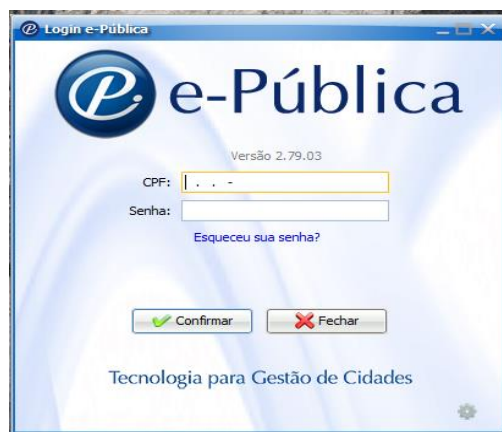 Login e-Pública
e-Pública
Versão 2.79.03
CPF: . . -
Senha:
Esqueceu sua senha?
Confirmar Fechar
Tecnologia para Gestão de Cidades